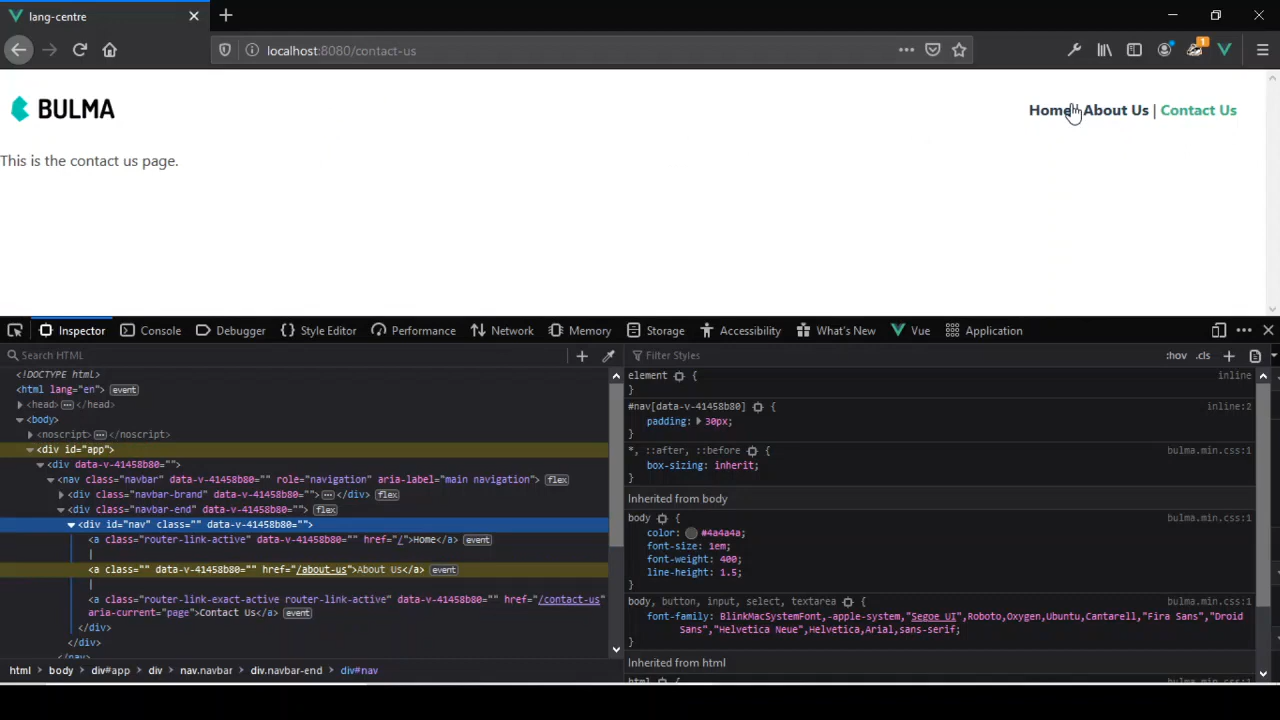 lang-centre
localhost:8080/contact-us
1
BULMA
Home About Us | Contact Us
This is the contact us page.
Inspector Console Debugger Style Editor Performance Network Memory Storage Accessibility What's New Vue Application
Search HTML
<!DOCTYPE html>
<html lang="en"> event
<head> </head>
<body>
<noscript> </noscript>
<div id="app">
<div data-v-41458b80="">
<nav class="navbar" data-v-41458b80="" role="navigation" aria-label="main navigation"> flex
<div class="navbar-brand" data-v-41458b80=""> </div> flex
<div class="navbar-end" data-v-41458b80=""> flex
<div id="nav" class="" data-v-41458b80="">
<a class="router-link-active" data-v-41458b80="" href="/">Home</a> event
|
<a class="" data-v-41458b80="" href="/about-us">About Us</a> event
|
<a class="router-link-exact-active router-link-active" data-v-41458b80="" href="/contact-us"
aria-current="page">Contact Us</a> event
</div>
</div>
</nav>
html body div#app div nav.navbar div.navbar-end div#nav
Filter Styles :hov .cls
element { inline
}
#nav[data-v-41458b80] { inline:2
padding: 30px;
}
*, ::after, ::before { bulma.min.css:1
box-sizing: inherit;
}
Inherited from body
body { bulma.min.css:1
color: #4a4a4a;
font-size: 1em;
font-weight: 400;
line-height: 1.5;
}
body, button, input, select, textarea { bulma.min.css:1
font-family: BlinkMacSystemFont,-apple-system,"Segoe UI",Roboto,Oxygen,Ubuntu,Cantarell,"Fira Sans","Droid
Sans","Helvetica Neue",Helvetica,Arial,sans-serif;
}
Inherited from html
html { bulma.min.css:1